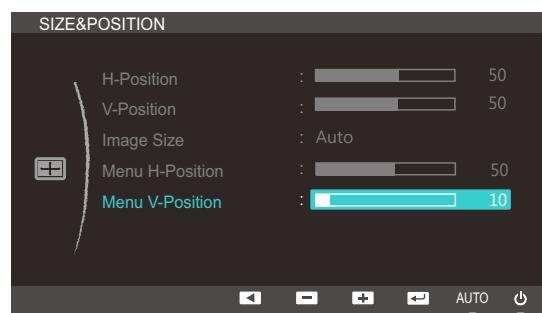 SIZE&POSITION
H-Position : 50
V-Position : 50
Image Size : Auto
Menu H-Position : 50
Menu V-Position : 10
AUTO